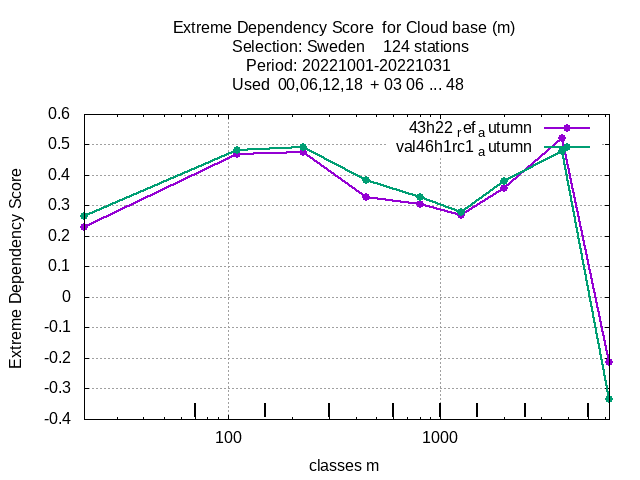 Extreme Dependency Score  for Cloud base (m)
Selection: Sweden    124 stations
Period: 20221001-20221031
Used  00,06,12,18  + 03 06 ... 48
43h22_ref_autumn
val46h1rc1_autumn
Extreme Dependency Score
0.6
0.5
0.4
0.3
0.2
0.1
0
-0.1
-0.2
-0.3
-0.4
100 1000
classes m